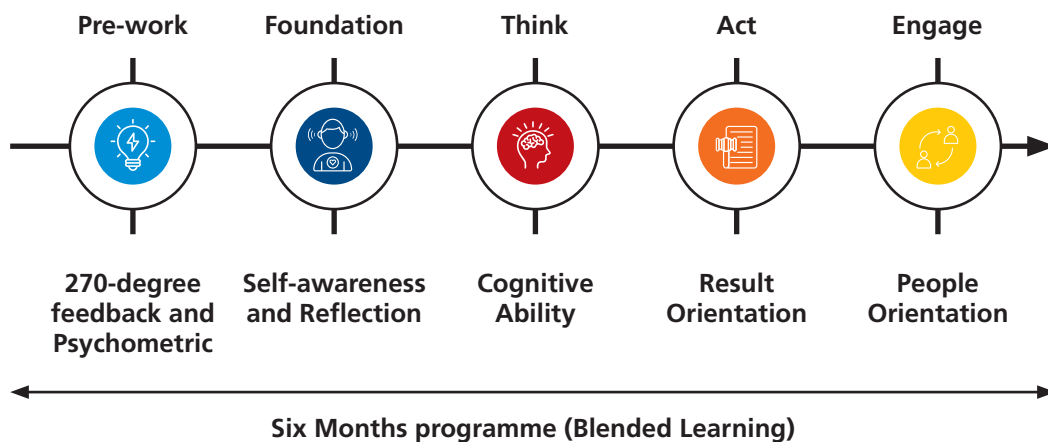 Pre-work
Foundation
Think
Act
Engage
270-degree
feedback and
Psychometric
Self-awareness
and Reflection
Cognitive
Ability
Result
Orientation
People
Orientation
Six Months programme (Blended Learning)